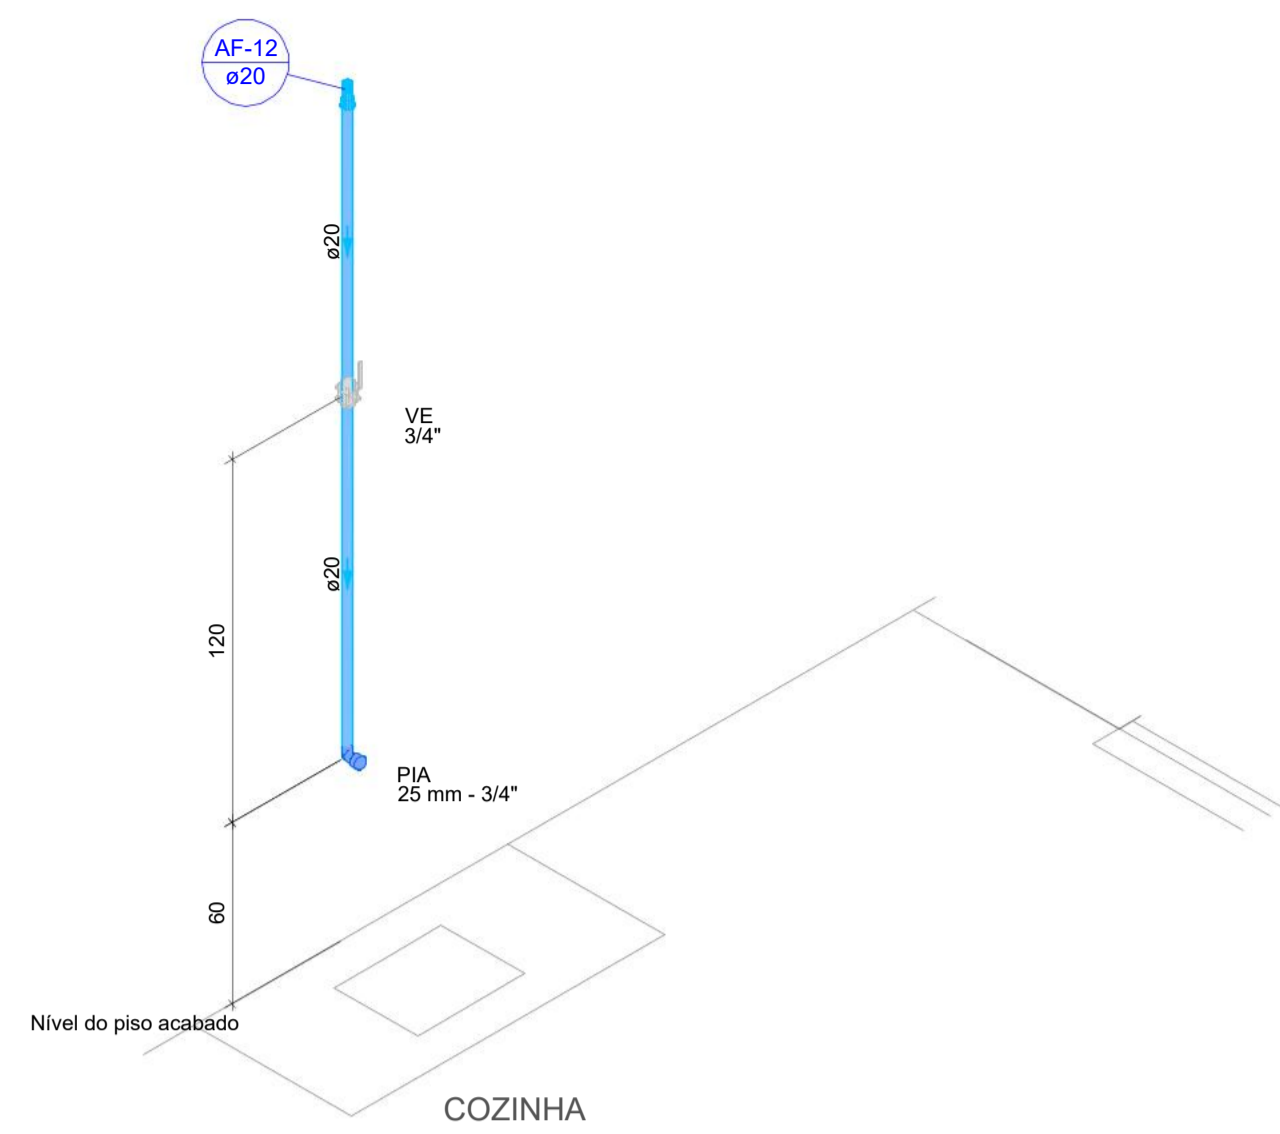 AF-12
ø20
ø20
VE
3/4"
ø20
120
PIA
25 mm - 3/4"
60
Nível do piso acabado
COZINHA